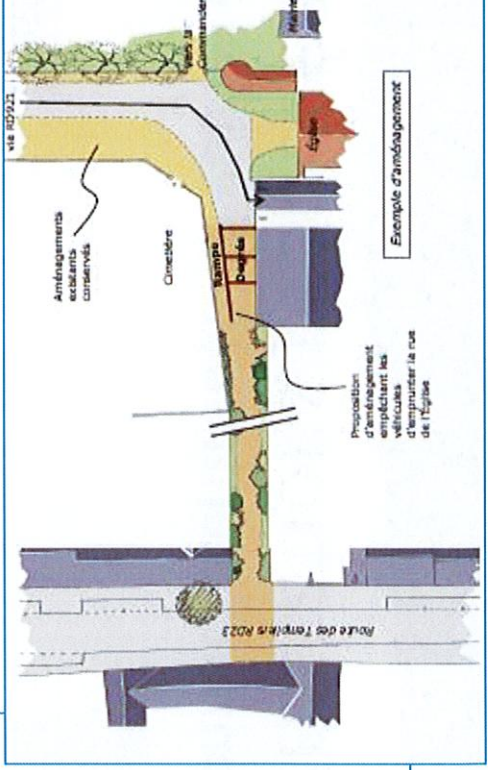 via RD921
Vers la
Commanderie
Mairie
Aménagements
existants
conservés
Cimetière
Rampe
Degrés
Église
Exemple d'aménagement
Proposition
d'aménagement
empêchant les
véhicules
d'emprunter la rue
de l'Église
Route des Templiers RD23